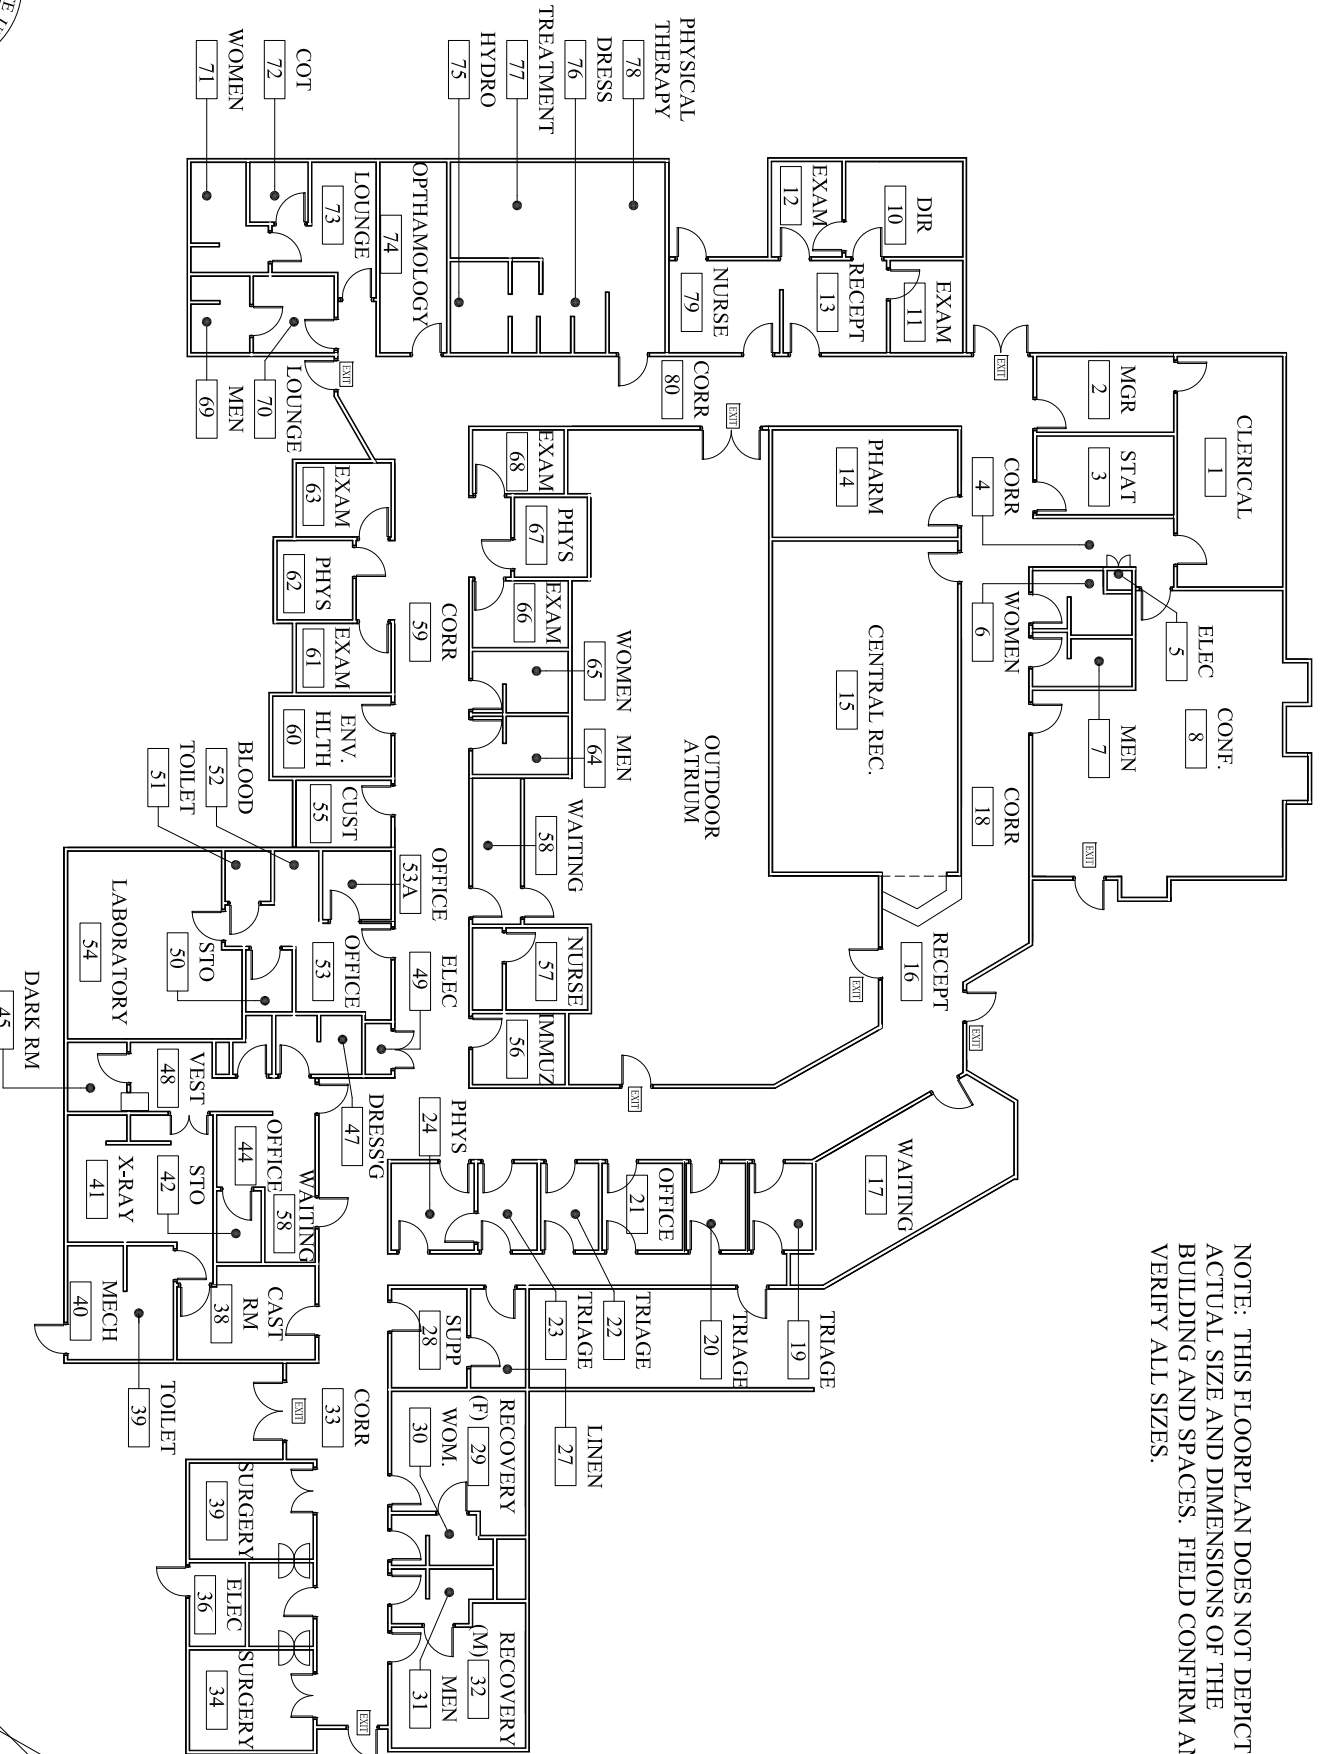 NOTE: THIS FLOORPLAN DOES NOT DEPICT
ACTUAL SIZE AND DIMENSIONS OF THE
BUILDING AND SPACES. FIELD CONFIRM
VERIFY ALL SIZES.
CLERICAL
1
MGR
2
STAT
3
CORR
4
ELEC
5
WOMEN
6
MEN
7
CONF.
8
CORR
18
EXIT
EXIT
DIR
10
EXAM
11
EXAM
12
RECEPT
13
PHARM
14
CENTRAL REC.
15
RECEPT
16
EXIT
EXIT
WAITING
17
PHYSICAL
THERAPY
78
DRESS
76
TREATMENT
77
HYDRO
75
NURSE
79
CORR
80
EXIT
OUTDOOR
ATRIUM
EXIT
TRIAGE
19
TRIAGE
20
OFFICE
21
TRIAGE
22
TRIAGE
23
PHYS
24
LINEN
27
SUPP
28
RECOVERY
(F)
29
WOM.
30
MEN
31
RECOVERY
(M)
32
OPTHAMOLOGY
74
LOUNGE
73
COT
72
WOMEN
71
LOUNGE
70
MEN
69
EXIT
EXAM
68
PHYS
67
EXAM
66
WOMEN
65
MEN
64
WAITING
58
NURSE
57
IMMUZ
56
CORR
59
EXAM
63
PHYS
62
EXAM
61
ENV.
HLTH
60
CUST
55
OFFICE
53A
OFFICE
53
ELEC
49
BLOOD
52
TOILET
51
STO
50
LABORATORY
54
DRESS'G
47
VEST
48
DARK RM
45
OFFICE
44
WAITING
58
STO
42
X-RAY
41
CAST
RM
38
MECH
40
TOILET
39
CORR
33
EXIT
SURGERY
39
ELEC
36
SURGERY
34
EXIT